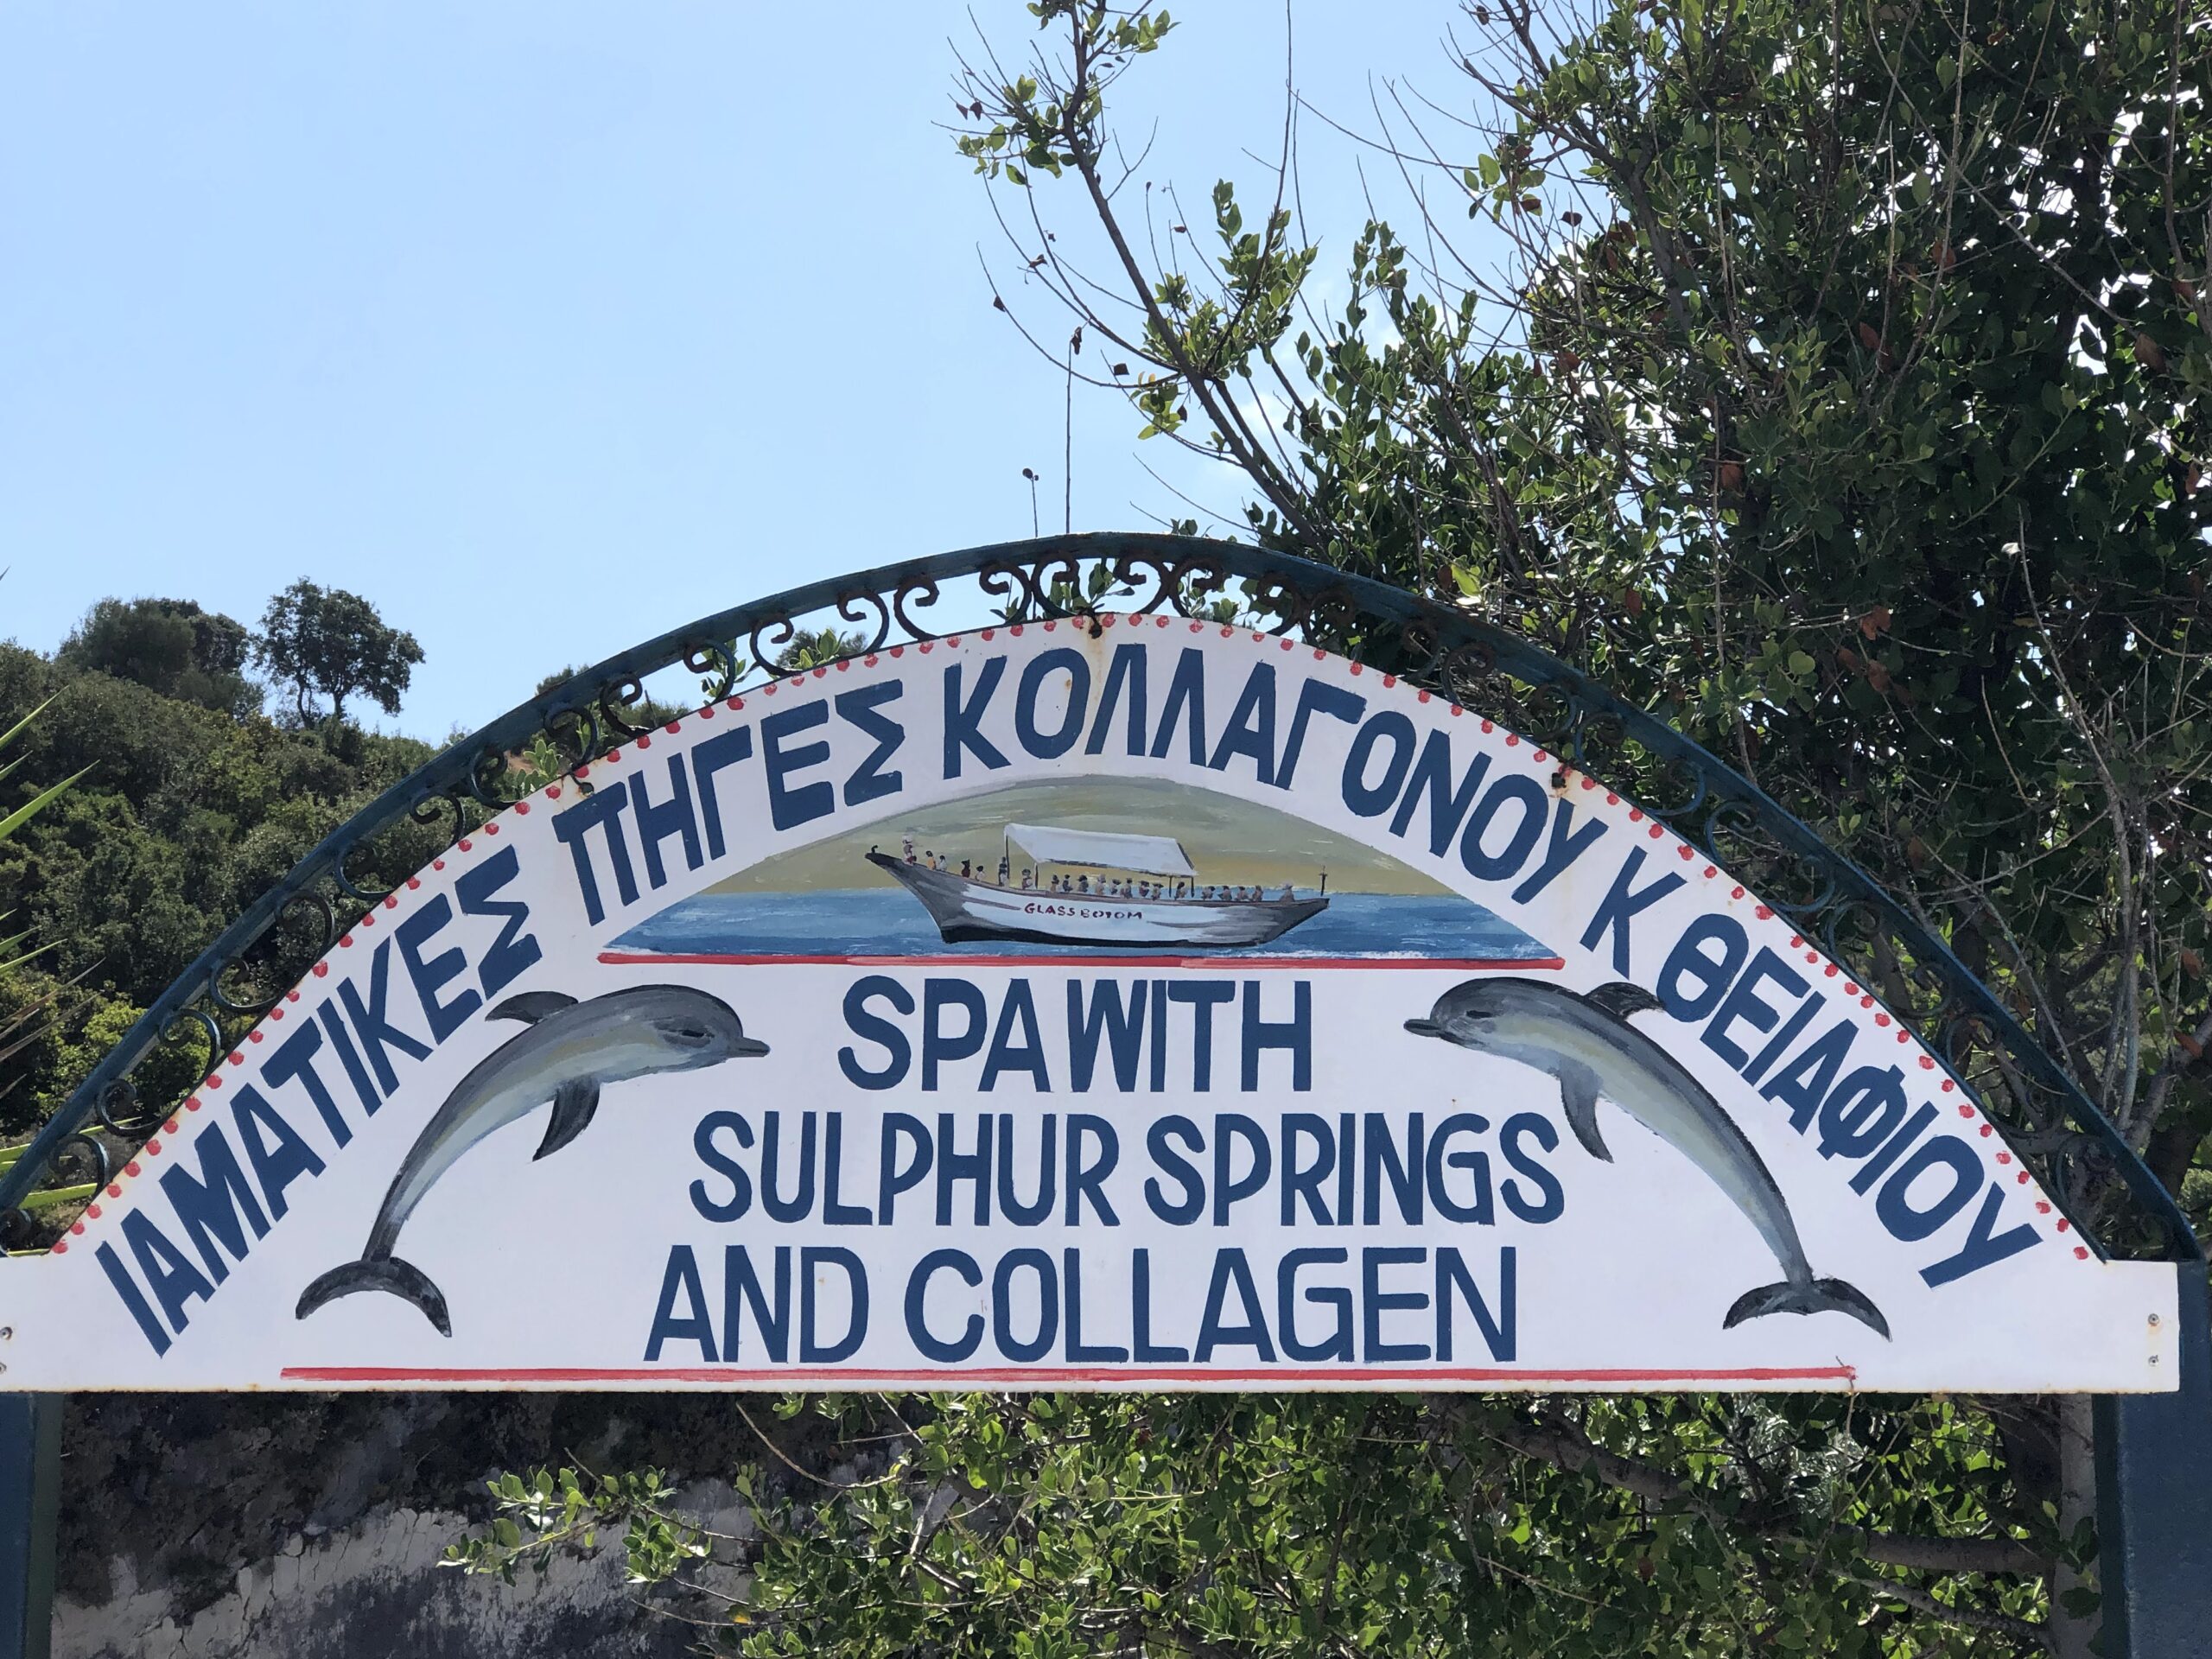 ΙΑΜΑΤΙΚΕΣ ΠΗΓΕΣ ΚΟΛΛΑΓΟΝΟΥ Κ ΘΕΙΑΦΙΟΥ
GLASS BOTOM
SPA WITH
SULPHUR SPRINGS
AND COLLAGEN